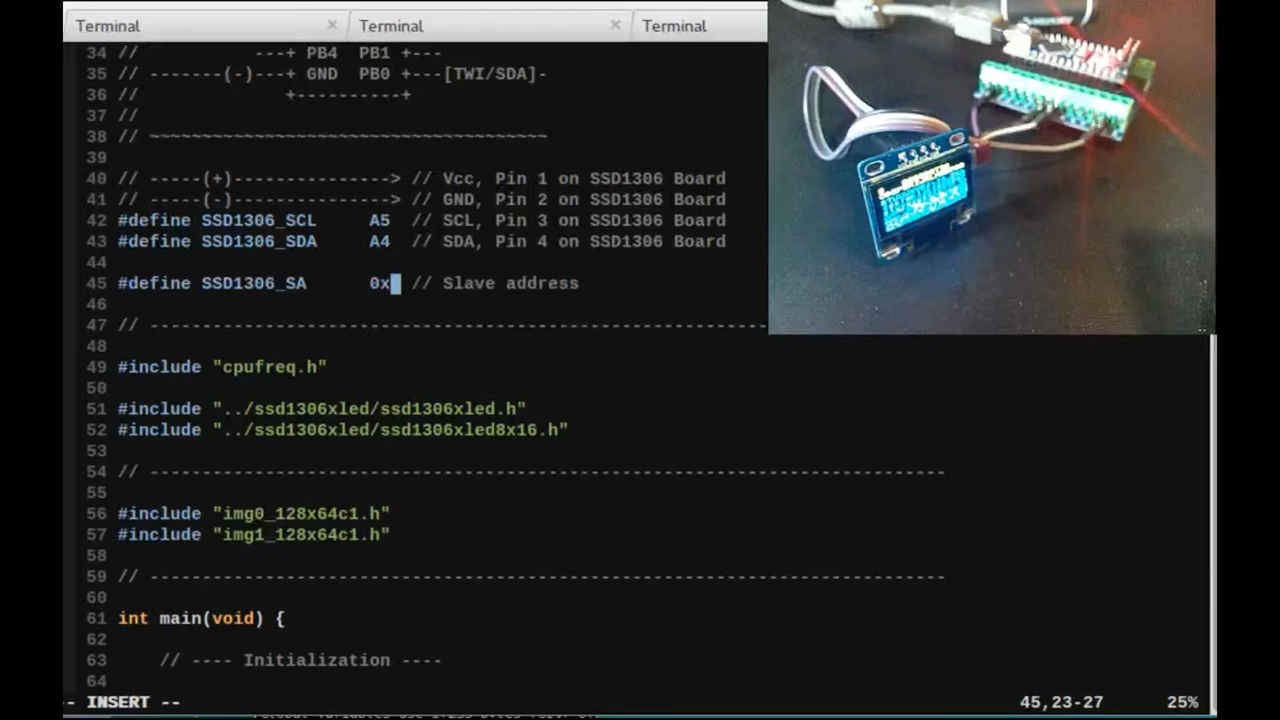 Terminal × Terminal × Terminal
34 //           ---+ PB4  PB1 +---
35 // -------(-)---+ GND  PB0 +---[TWI/SDA]-
36 //              +----------+
37 //
38 // ~~~~~~~~~~~~~~~~~~~~~~~~~~~~~~~~~~~~~~
39
40 // -----(+)---------------> // Vcc, Pin 1 on SSD1306 Board
41 // -----(-)---------------> // GND, Pin 2 on SSD1306 Board
42 #define SSD1306_SCL     A5  // SCL, Pin 3 on SSD1306 Board
43 #define SSD1306_SDA     A4  // SDA, Pin 4 on SSD1306 Board
44
45 #define SSD1306_SA      0x  // Slave address
46
47 // -----------------------------------------------------------
48
49 #include "cpufreq.h"
50
51 #include "../ssd1306xled/ssd1306xled.h"
52 #include "../ssd1306xled/ssd1306xled8x16.h"
53
54 // ----------------------------------------------------------------------------
55
56 #include "img0_128x64c1.h"
57 #include "img1_128x64c1.h"
58
59 // ----------------------------------------------------------------------------
60
61 int main(void) {
62
63     // ---- Initialization ----
64
-- INSERT -- 45,23-27 25%